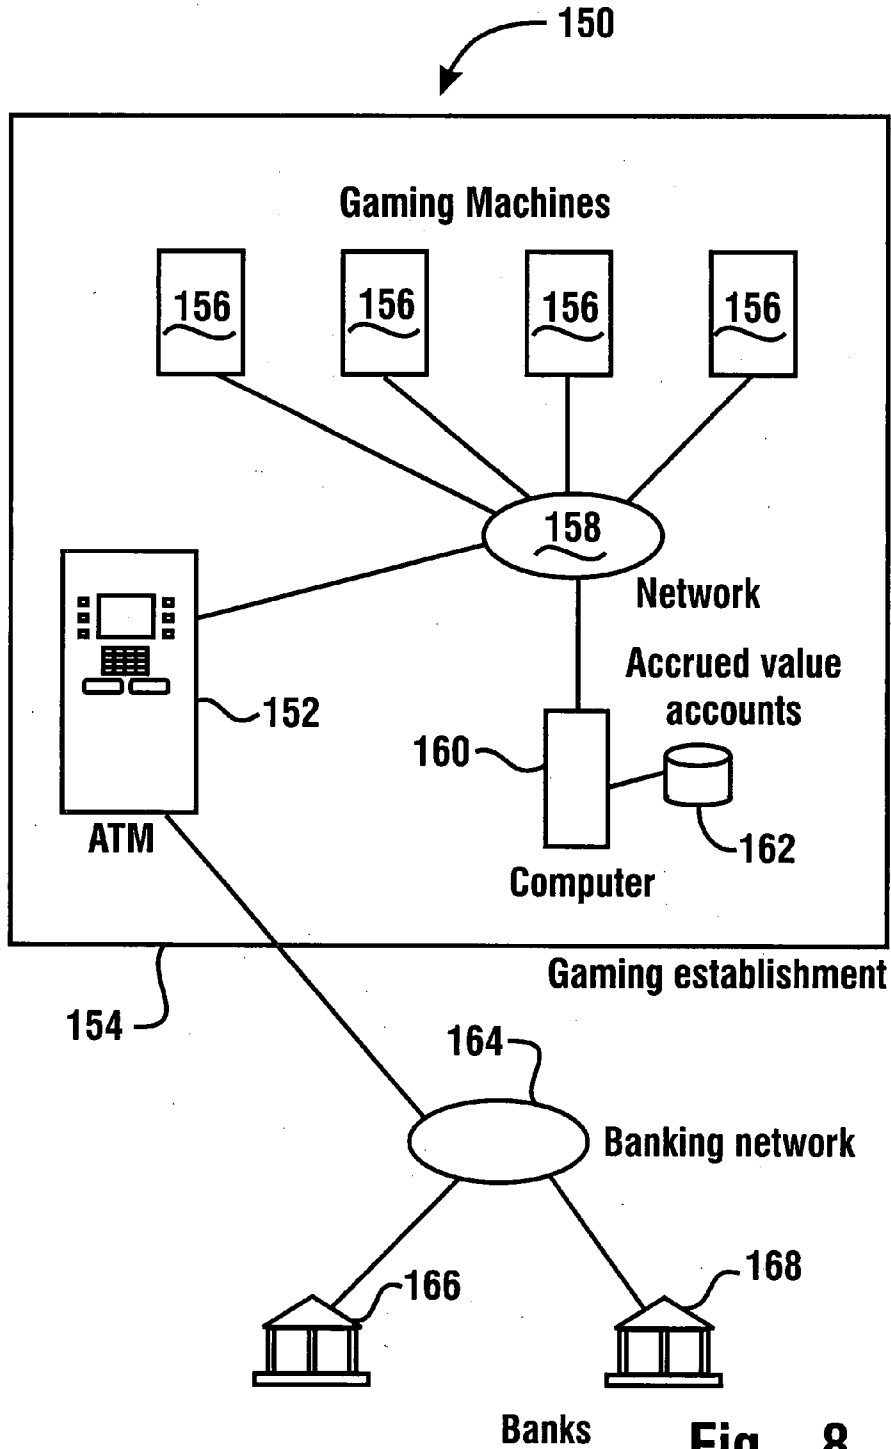 150
Gaming Machines
156
156
156
156
158
Network
Accrued value
accounts
152
160
162
ATM
Computer
Gaming establishment
154
164
Banking network
166
168
Banks
Fig. 8